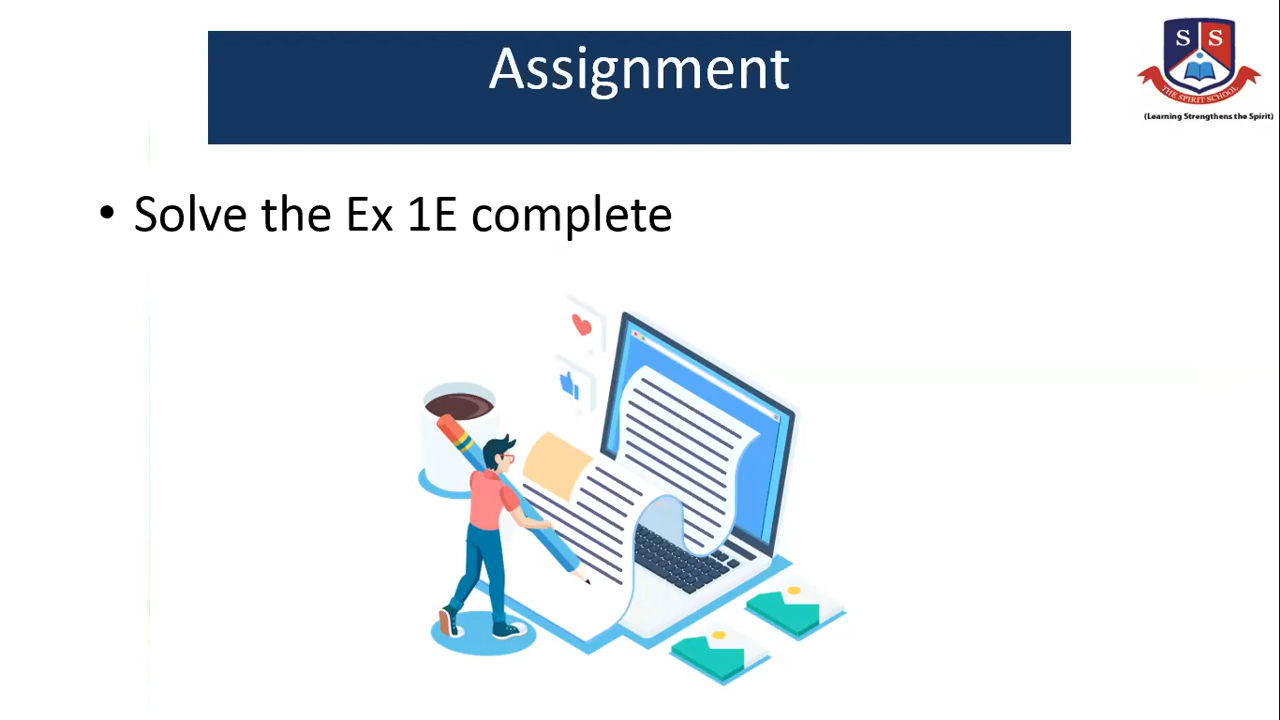 Assignment
S S
THE SPIRIT SCHOOL
(Learning Strengthens the Spirit)
• Solve the Ex 1E complete